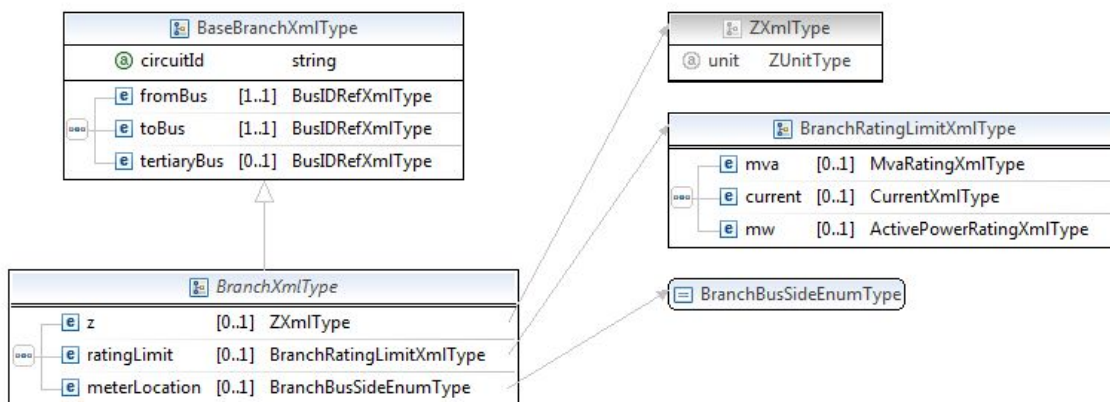 BaseBranchXmlType
circuitId string
fromBus [1..1] BusIDRefXmlType
toBus [1..1] BusIDRefXmlType
tertiaryBus [0..1] BusIDRefXmlType
ZXmlType
unit ZUnitType
BranchRatingLimitXmlType
mva [0..1] MvaRatingXmlType
current [0..1] CurrentXmlType
mw [0..1] ActivePowerRatingXmlType
BranchXmlType
z [0..1] ZXmlType
ratingLimit [0..1] BranchRatingLimitXmlType
meterLocation [0..1] BranchBusSideEnumType
BranchBusSideEnumType